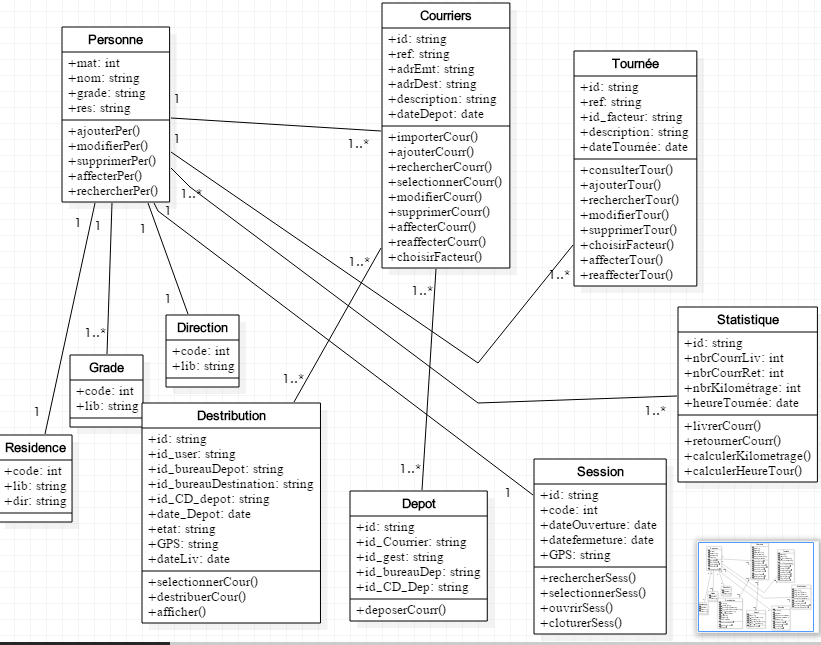 Personne
+mat: int
+nom: string
+grade: string
+res: string
+ajouterPer()
+modifierPer()
+supprimerPer()
+affecterPer()
+rechercherPer()
Courriers
+id: string
+ref: string
+adrEmt: string
+adrDest: string
+description: string
+dateDepot: date
+importerCour()
+ajouterCourr()
+rechercherCourr()
+selectionnerCourr()
+modifierCourr()
+supprimerCourr()
+affecterCourr()
+reaffecterCourr()
+choisirFacteur()
Tournée
+id: string
+ref: string
+id_facteur: string
+description: string
+dateTournée: date
+consulterTour()
+ajouterTour()
+rechercherTour()
+modifierTour()
+supprimerTour()
+choisirFacteur()
+affecterTour()
+reaffecterTour()
1
1..*
1
1..*
1
1
1
1
1..*
1..*
1..*
1
1..*
1..*
1
1..*
1..*
1
Direction
+code: int
+lib: string
Grade
+code: int
+lib: string
Residence
+code: int
+lib: string
+dir: string
Destribution
+id: string
+id_user: string
+id_bureauDepot: string
+id_bureauDestination: string
+id_CD_depot: string
+date_Depot: date
+etat: string
+GPS: string
+dateLiv: date
+selectionnerCour()
+destribuerCour()
+afficher()
Depot
+id: string
+id_Courrier: string
+id_gest: string
+id_bureauDep: string
+id_CD_Dep: string
+deposerCourr()
Session
+id: string
+code: int
+dateOuverture: date
+datefermeture: date
+GPS: string
+rechercherSess()
+selectionnerSess()
+ouvrirSess()
+cloturerSess()
Statistique
+id: string
+nbrCourrLiv: int
+nbrCourrRet: int
+nbrKilométrage: int
+heureTournée: date
+livrerCourr()
+retournerCourr()
+calculerKilometrage()
+calculerHeureTour()